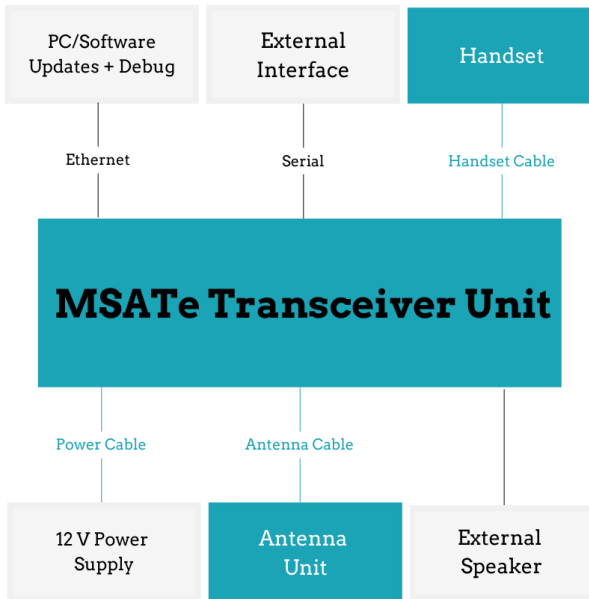 PC/Software
Updates + Debug
External
Interface
Handset
Ethernet
Serial
Handset Cable
MSATe Transceiver Unit
Power Cable
Antenna Cable
12 V Power
Supply
Antenna
Unit
External
Speaker